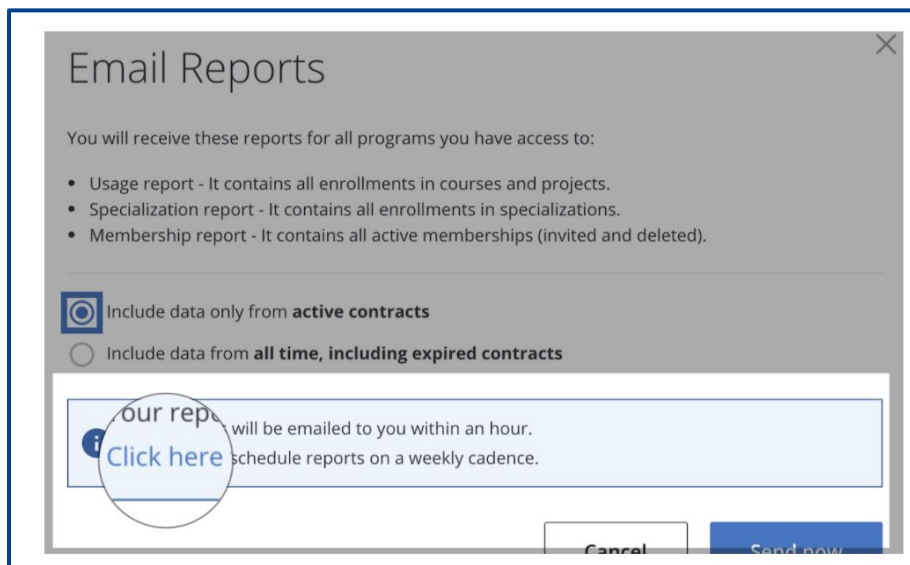 Email Reports
You will receive these reports for all programs you have access to:
• Usage report - It contains all enrollments in courses and projects.
• Specialization report - It contains all enrollments in specializations.
• Membership report - It contains all active memberships (invited and deleted).
Include data only from active contracts
Include data from all time, including expired contracts
will be emailed to you within an hour.
Click here schedule reports on a weekly cadence.
Cancel
Send now